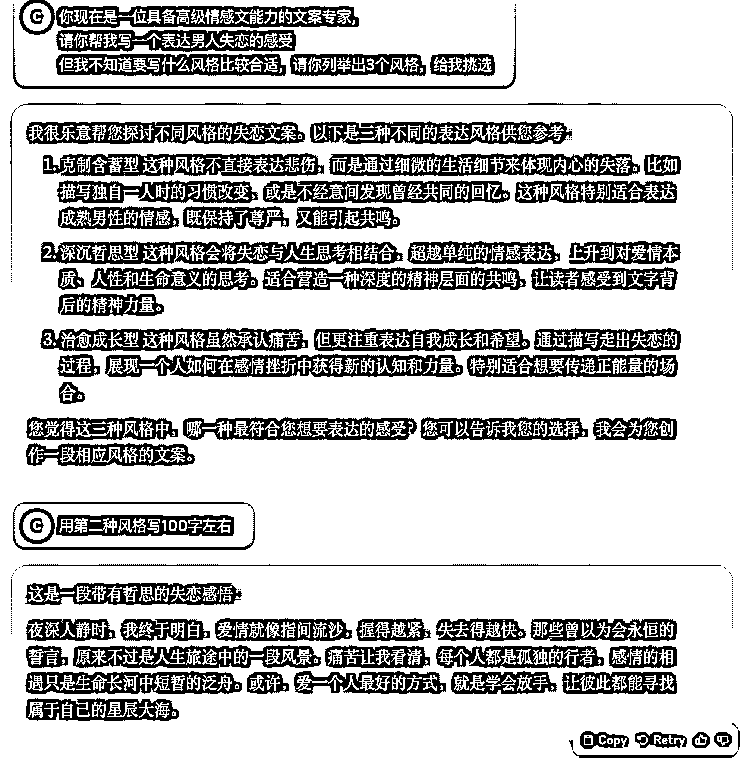 G 你现在是一位具备高级情感文能力的文案专家，
请你帮我写一个表达男人失恋的感受
但我不知道要写什么风格比较合适，请你列举出3个风格，给我挑选
我很乐意帮您探讨不同风格的失恋文案。以下是三种不同的表达风格供您参考：
1. 克制含蓄型 这种风格不直接表达悲伤，而是通过细微的生活细节来体现内心的失落。比如
描写独自一人时的习惯改变、或是不经意间发现曾经共同的回忆。这种风格特别适合表达
成熟男性的情感，既保持了尊严，又能引起共鸣。
2. 深沉哲思型 这种风格会将失恋与人生思考相结合，超越单纯的情感表达，上升到对爱情本
质、人性和生命意义的思考。适合营造一种深度的精神层面的共鸣，让读者感受到文字背
后的精神力量。
3. 治愈成长型 这种风格虽然承认痛苦，但更注重表达自我成长和希望。通过描写走出失恋的
过程，展现一个人如何在感情挫折中获得新的认知和力量。特别适合想要传递正能量的场
合。
您觉得这三种风格中，哪一种最符合您想要表达的感受？您可以告诉我您的选择，我会为您创
作一段相应风格的文案。
G 用第二种风格写100字左右
这是一段带有哲思的失恋感悟：
夜深人静时，我终于明白，爱情就像指间流沙，握得越紧，失去得越快。那些曾以为会永恒的
誓言，原来不过是人生旅途中的一段风景。痛苦让我看清，每个人都是孤独的行者，感情的相
遇只是生命长河中短暂的泛舟。或许，爱一个人最好的方式，就是学会放手，让彼此都能寻找
属于自己的星辰大海。
Copy Retry